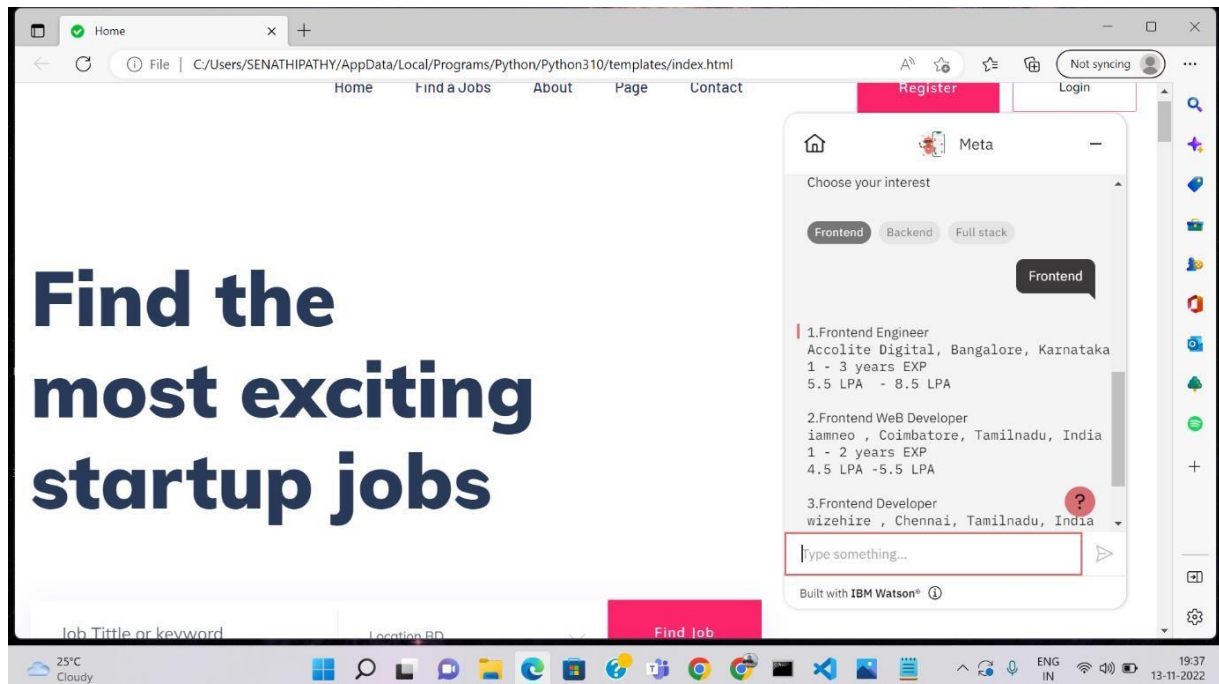 Home
File | C:/Users/SENATHIPATHY/AppData/Local/Programs/Python/Python310/templates/index.html
Not syncing
Home Find a Jobs About Page Contact
Register
Login
Find the
most exciting
startup jobs
Job Tittle or keyword
Location BD
Find Job
Meta
Choose your interest
Frontend Backend Full stack
Frontend
1.Frontend Engineer
Accolite Digital, Bangalore, Karnataka
1 - 3 years EXP
5.5 LPA - 8.5 LPA
2.Frontend WeB Developer
iamneo , Coimbatore, Tamilnadu, India
1 - 2 years EXP
4.5 LPA -5.5 LPA
3.Frontend Developer
wizehire , Chennai, Tamilnadu, India
?
Type something...
Built with IBM Watson®
25°C
Cloudy
ENG
IN
19:37
13-11-2022